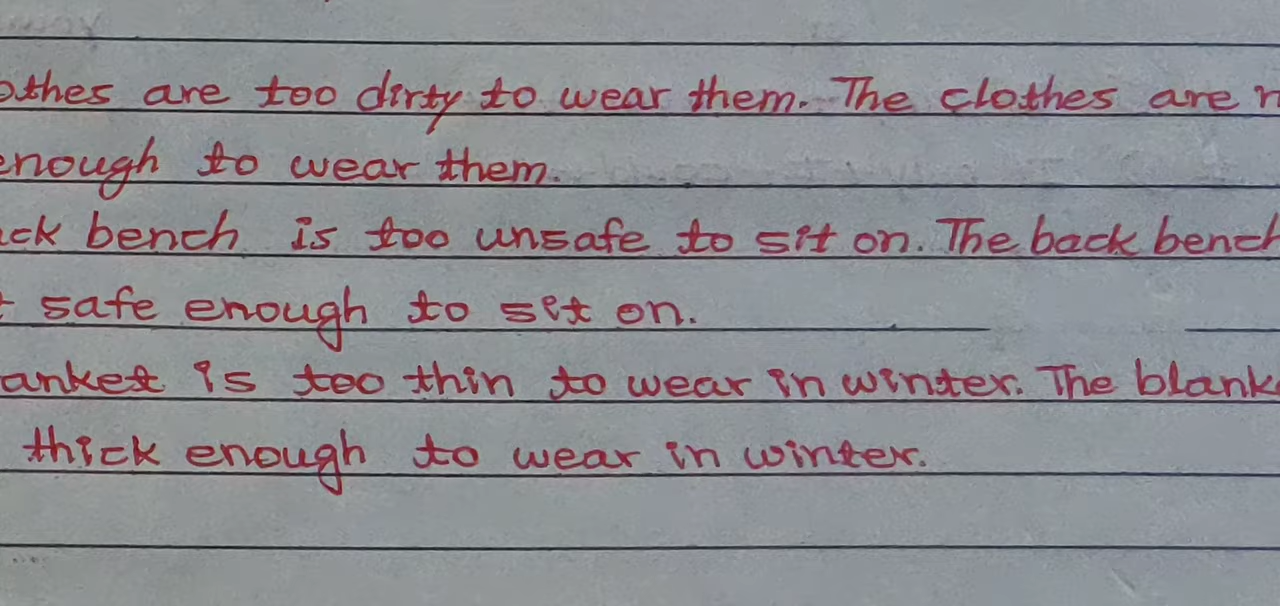 othes are too dirty to wear them. The clothes are n
enough to wear them.
ack bench is too unsafe to sit on. The back bench
t safe enough to sit on.
anket is too thin to wear in winter. The blank
thick enough to wear in winter.